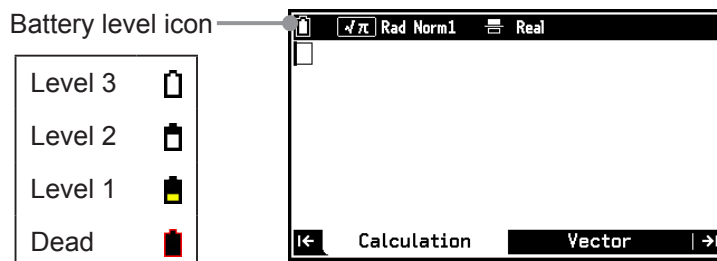 Battery level icon
√π Rad Norm1 Real
Level 3
Level 2
Level 1
Dead
Calculation Vector